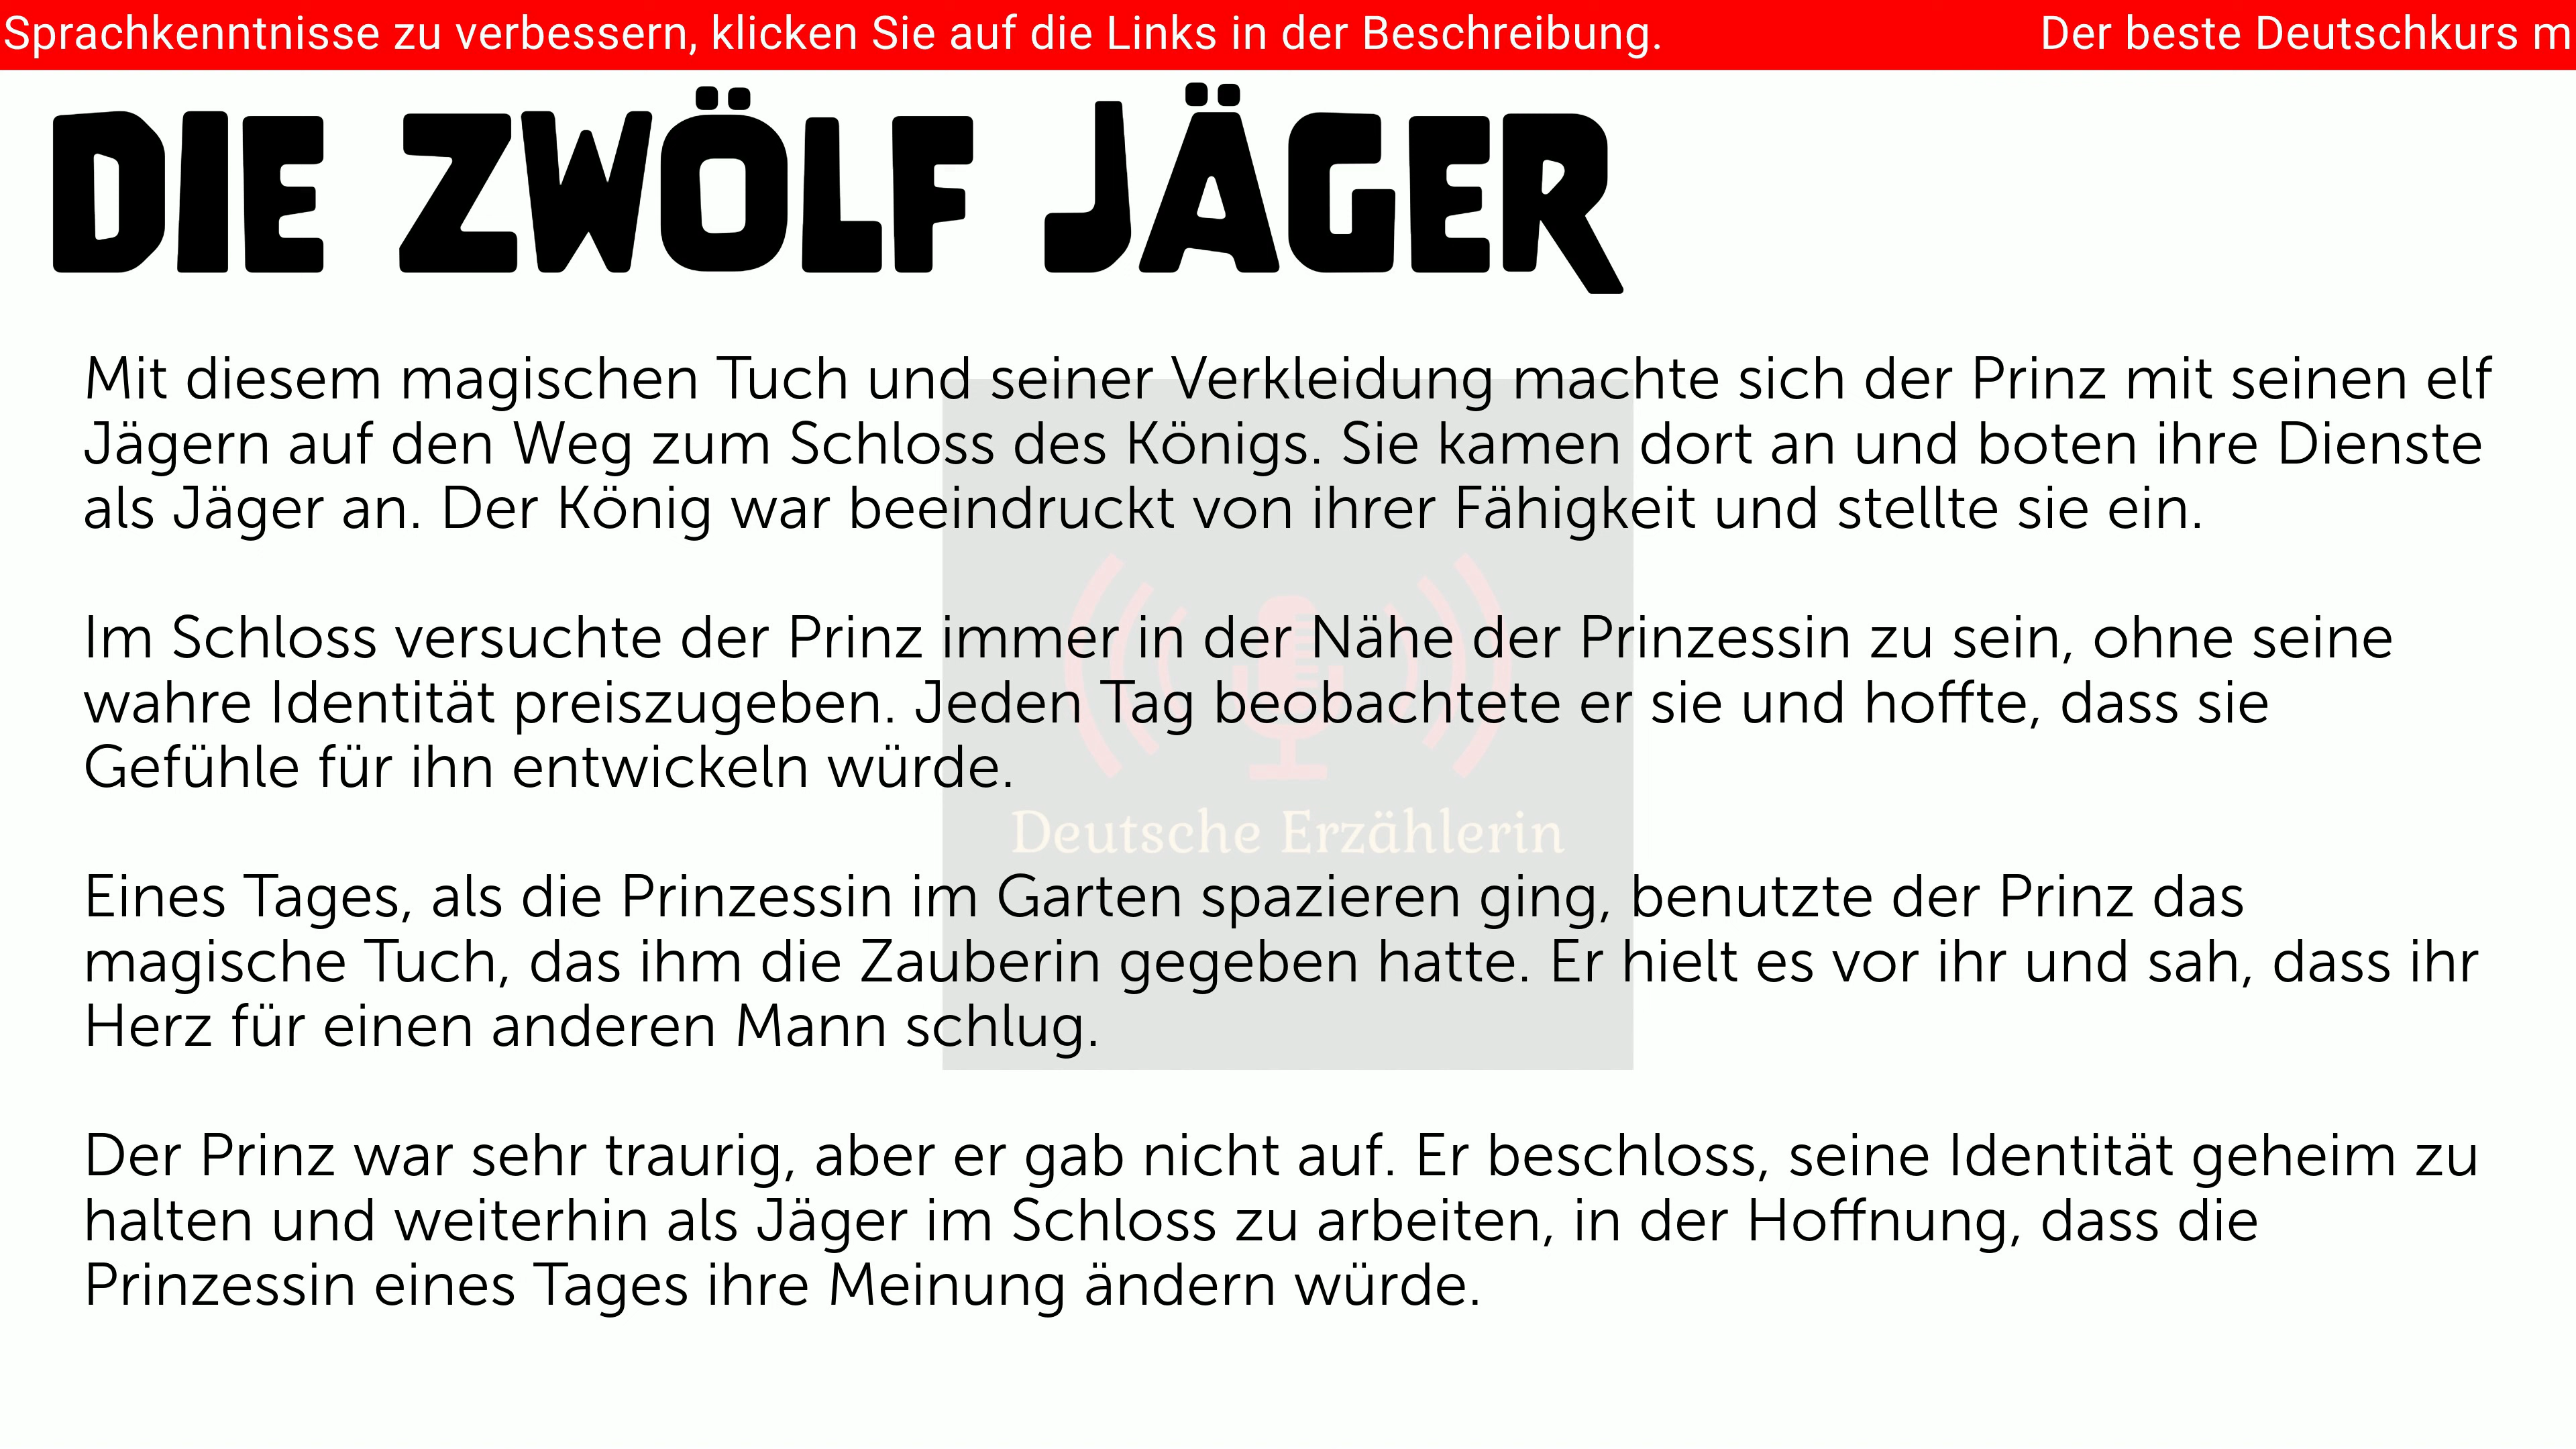 Sprachkenntnisse zu verbessern, klicken Sie auf die Links in der Beschreibung. Der beste Deutschkurs m
DIE ZWÖLF JÄGER
Mit diesem magischen Tuch und seiner Verkleidung machte sich der Prinz mit seinen elf
Jägern auf den Weg zum Schloss des Königs. Sie kamen dort an und boten ihre Dienste
als Jäger an. Der König war beeindruckt von ihrer Fähigkeit und stellte sie ein.
Im Schloss versuchte der Prinz immer in der Nähe der Prinzessin zu sein, ohne seine
wahre Identität preiszugeben. Jeden Tag beobachtete er sie und hoffte, dass sie
Gefühle für ihn entwickeln würde.
Deutsche Erzählerin
Eines Tages, als die Prinzessin im Garten spazieren ging, benutzte der Prinz das
magische Tuch, das ihm die Zauberin gegeben hatte. Er hielt es vor ihr und sah, dass ihr
Herz für einen anderen Mann schlug.
Der Prinz war sehr traurig, aber er gab nicht auf. Er beschloss, seine Identität geheim zu
halten und weiterhin als Jäger im Schloss zu arbeiten, in der Hoffnung, dass die
Prinzessin eines Tages ihre Meinung ändern würde.